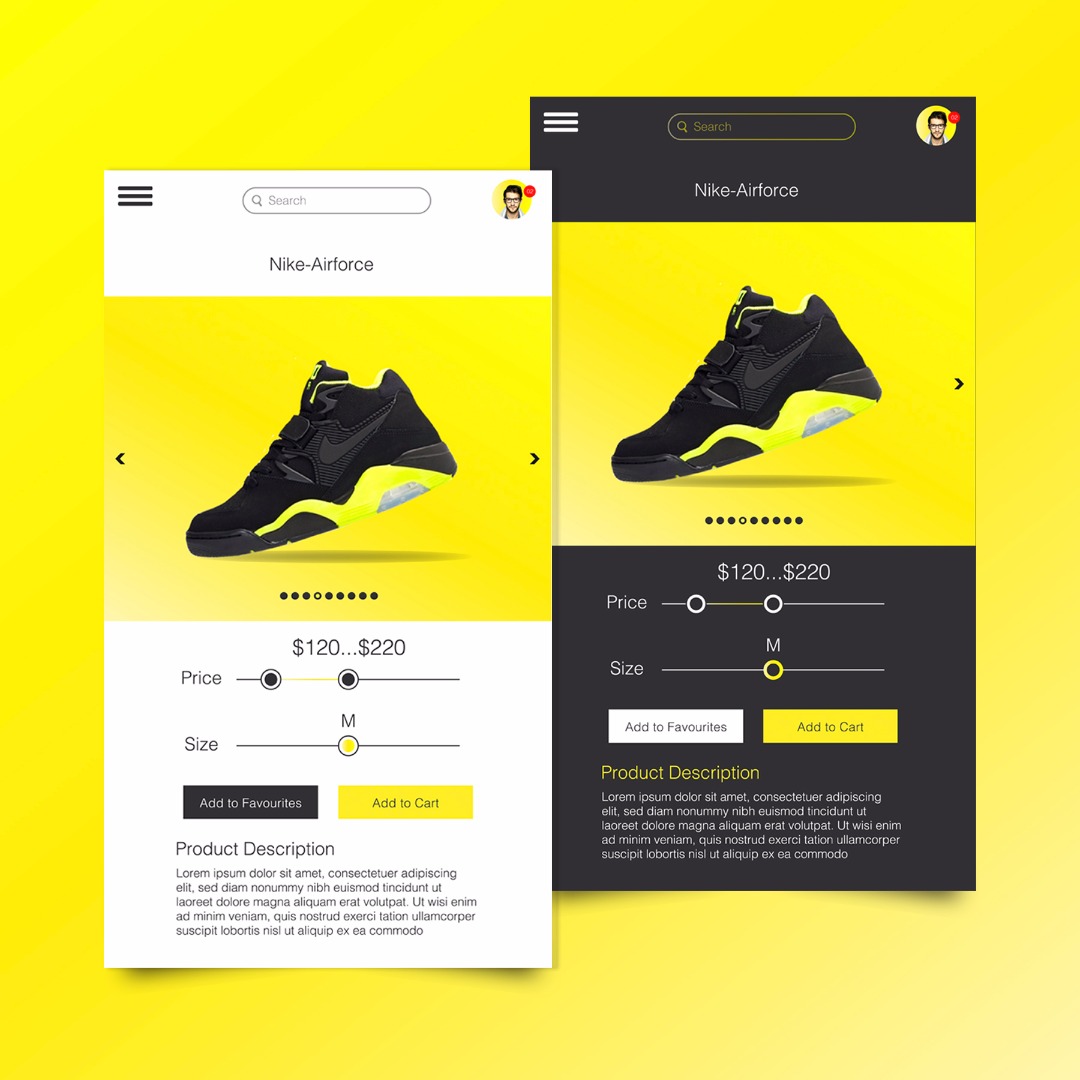 Search
02
Nike-Airforce
$120...$220
Price
M
Size
Add to Favourites
Add to Cart
Product Description
Lorem ipsum dolor sit amet, consectetuer adipiscing
elit, sed diam nonummy nibh euismod tincidunt ut
laoreet dolore magna aliquam erat volutpat. Ut wisi enim
ad minim veniam, quis nostrud exerci tation ullamcorper
suscipit lobortis nisl ut aliquip ex ea commodo
Search
02
Nike-Airforce
$120...$220
Price
M
Size
Add to Favourites
Add to Cart
Product Description
Lorem ipsum dolor sit amet, consectetuer adipiscing
elit, sed diam nonummy nibh euismod tincidunt ut
laoreet dolore magna aliquam erat volutpat. Ut wisi enim
ad minim veniam, quis nostrud exerci tation ullamcorper
suscipit lobortis nisl ut aliquip ex ea commodo